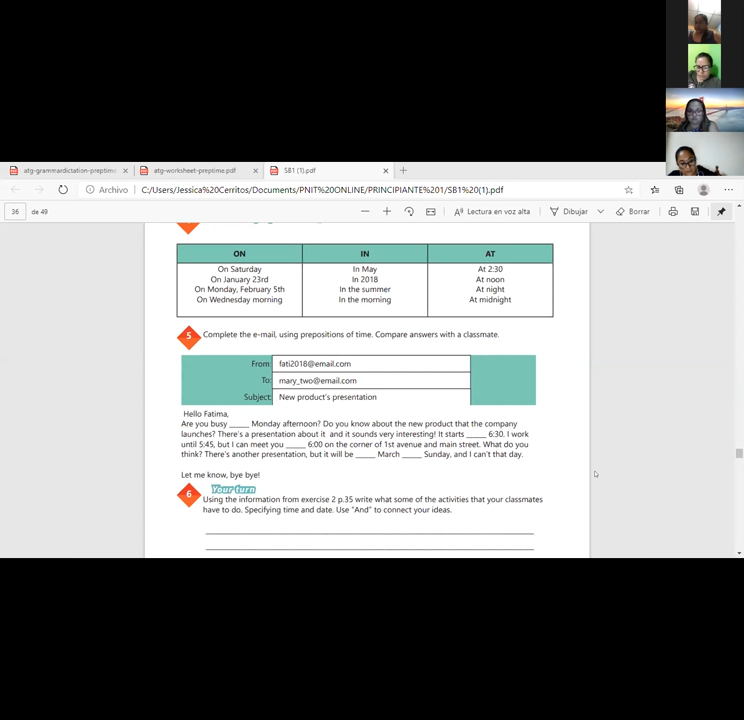 atg-grammardictation-preptime
atg-worksheet-preptime.pdf
SB1 (1).pdf
Archivo
C:/Users/Jessica%20Cerritos/Documents/PNIT%20ONLINE/PRINCIPIANTE%201/SB1%20(1).pdf
36 de 49
Lectura en voz alta
Dibujar
Borrar
ON IN AT
On Saturday In May At 2:30
On January 23rd In 2018 At noon
On Monday, February 5th In the summer At night
On Wednesday morning In the morning At midnight
5 Complete the e-mail, using prepositions of time. Compare answers with a classmate.
From: fati2018@email.com
To: mary_two@email.com
Subject: New product's presentation
Hello Fatima,
Are you busy _____ Monday afternoon? Do you know about the new product that the company
launches? There's a presentation about it and it sounds very interesting! It starts _____ 6:30. I work
until 5:45, but I can meet you _____ 6:00 on the corner of 1st avenue and main street. What do you
think? There's another presentation, but it will be _____ March _____ Sunday, and I can't that day.
Let me know, bye bye!
6 Your turn
Using the information from exercise 2 p.35 write what some of the activities that your classmates
have to do. Specifying time and date. Use "And" to connect your ideas.